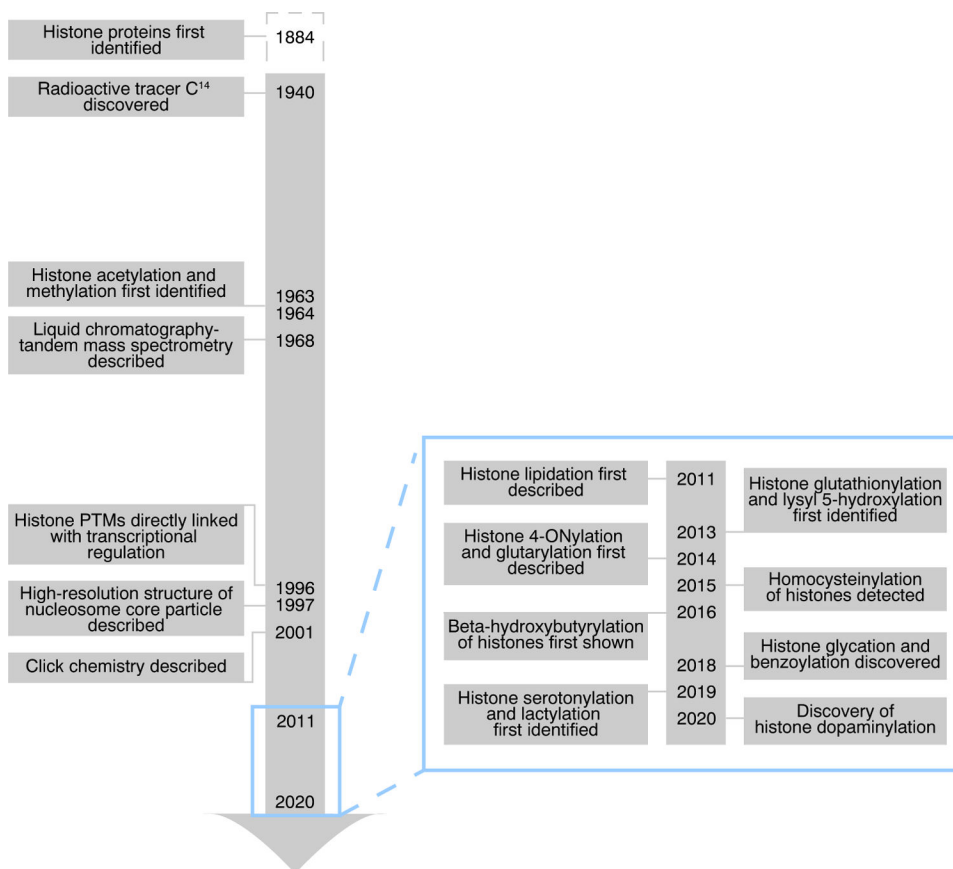 Histone proteins first
identified
1884
Radioactive tracer C¹⁴
discovered
1940
Histone acetylation and
methylation first identified
1963
1964
Liquid chromatography-
tandem mass spectrometry
described
1968
Histone PTMs directly linked
with transcriptional
regulation
1996
High-resolution structure of
nucleosome core particle
described
1997
2001
Click chemistry described
2011
2020
Histone lipidation first
described
2011
Histone glutathionylation
and lysyl 5-hydroxylation
first identified
2013
Histone 4-ONylation
and glutarylation first
described
2014
2015
Homocysteinylation
of histones detected
2016
Beta-hydroxybutyrylation
of histones first shown
Histone glycation and
benzoylation discovered
2018
2019
Histone serotonylation
and lactylation
first identified
2020
Discovery of
histone dopaminylation